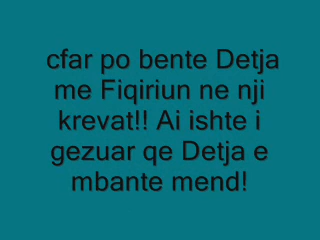 cfar po bente Detja
me Fiqiriun ne nji
krevat!! Ai ishte i
gezuar qe Detja e
mbante mend!